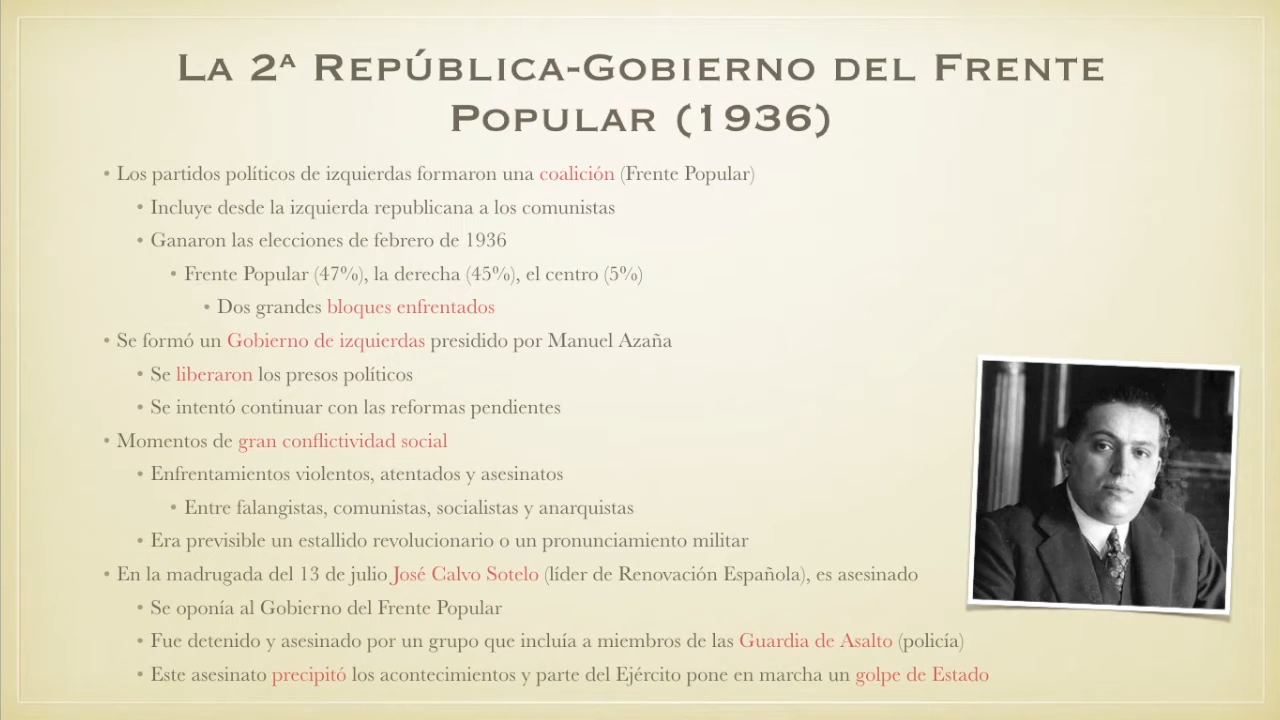 La 2ª República-Gobierno del Frente
Popular (1936)
• Los partidos políticos de izquierdas formaron una coalición (Frente Popular)
• Incluye desde la izquierda republicana a los comunistas
• Ganaron las elecciones de febrero de 1936
• Frente Popular (47%), la derecha (45%), el centro (5%)
• Dos grandes bloques enfrentados
• Se formó un Gobierno de izquierdas presidido por Manuel Azaña
• Se liberaron los presos políticos
• Se intentó continuar con las reformas pendientes
• Momentos de gran conflictividad social
• Enfrentamientos violentos, atentados y asesinatos
• Entre falangistas, comunistas, socialistas y anarquistas
• Era previsible un estallido revolucionario o un pronunciamiento militar
• En la madrugada del 13 de julio José Calvo Sotelo (líder de Renovación Española), es asesinado
• Se oponía al Gobierno del Frente Popular
• Fue detenido y asesinado por un grupo que incluía a miembros de las Guardia de Asalto (policía)
• Este asesinato precipitó los acontecimientos y parte del Ejército pone en marcha un golpe de Estado